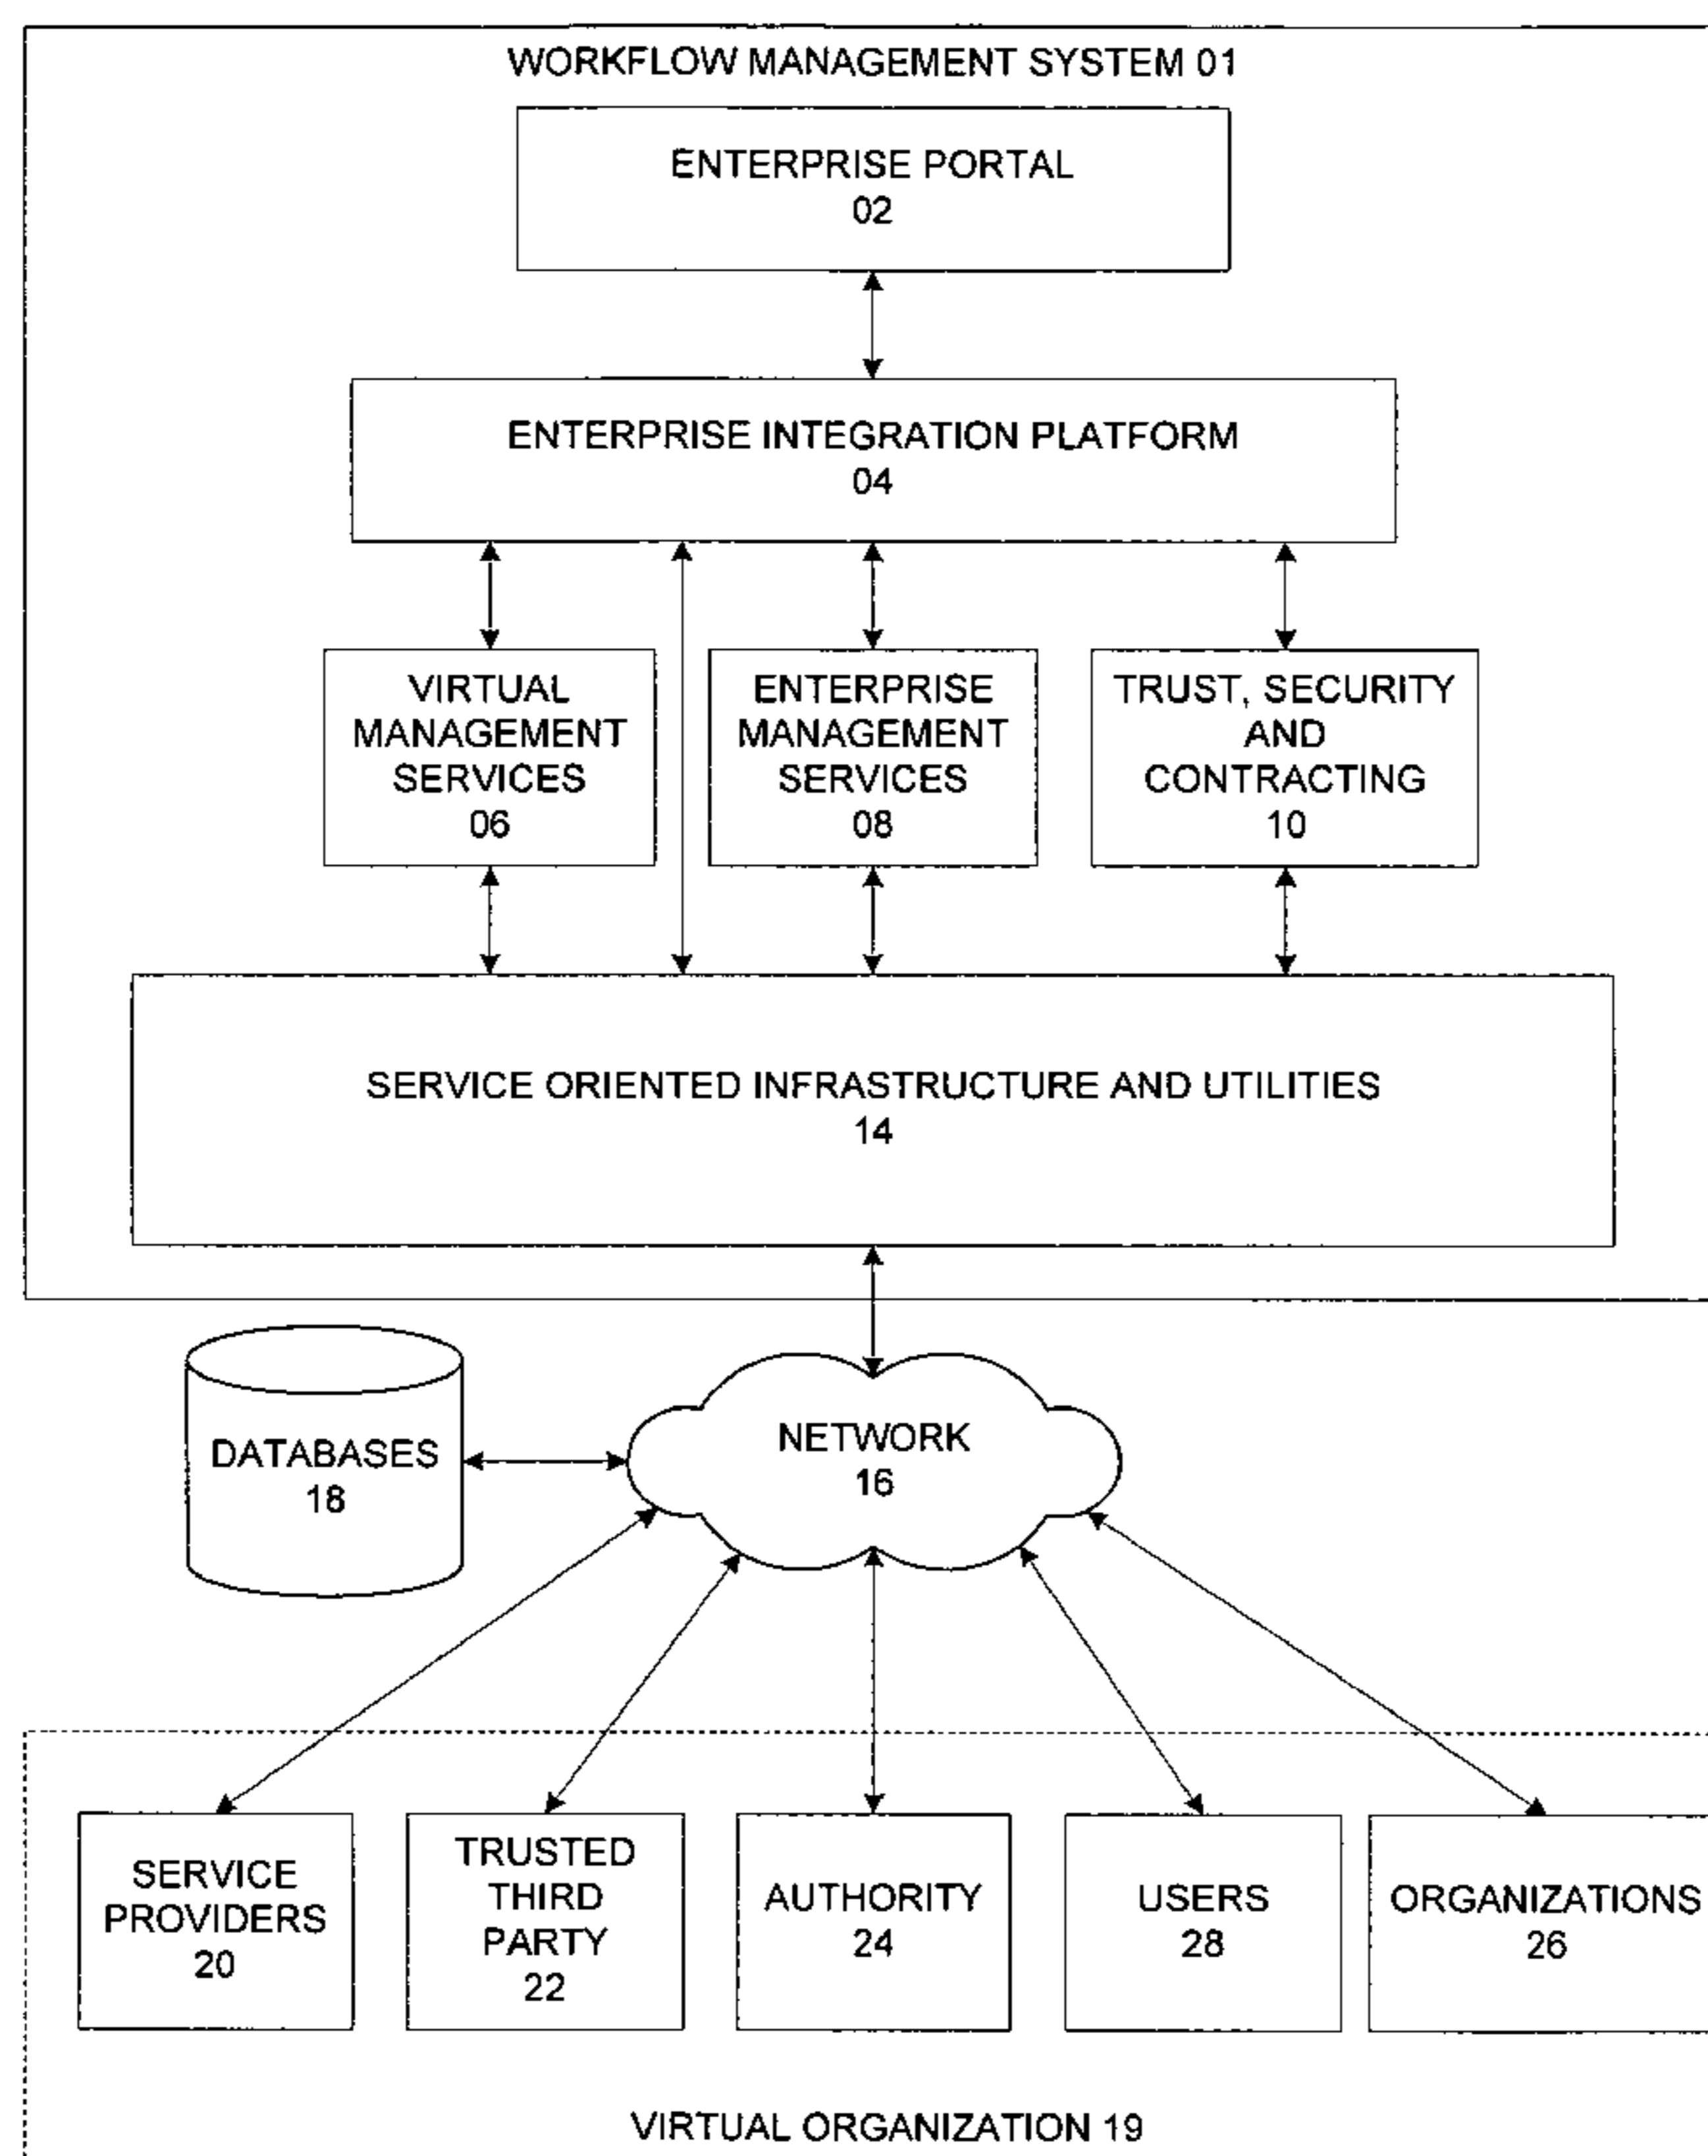 WORKFLOW MANAGEMENT SYSTEM 01
ENTERPRISE PORTAL
02
ENTERPRISE INTEGRATION PLATFORM
04
VIRTUAL
MANAGEMENT
SERVICES
06
ENTERPRISE
MANAGEMENT
SERVICES
08
TRUST, SECURITY
AND
CONTRACTING
10
SERVICE ORIENTED INFRASTRUCTURE AND UTILITIES
14
DATABASES
18
NETWORK
16
SERVICE
PROVIDERS
20
TRUSTED
THIRD
PARTY
22
AUTHORITY
24
USERS
28
ORGANIZATIONS
26
VIRTUAL ORGANIZATION 19